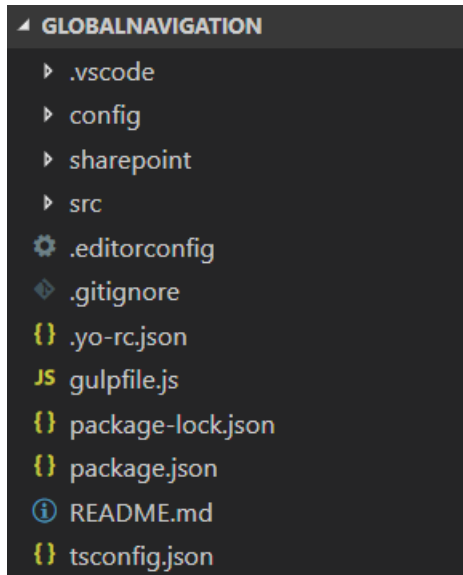 GLOBALNAVIGATION
.vscode
config
sharepoint
src
.editorconfig
.gitignore
{} .yo-rc.json
JS gulpfile.js
{} package-lock.json
{} package.json
README.md
{} tsconfig.json